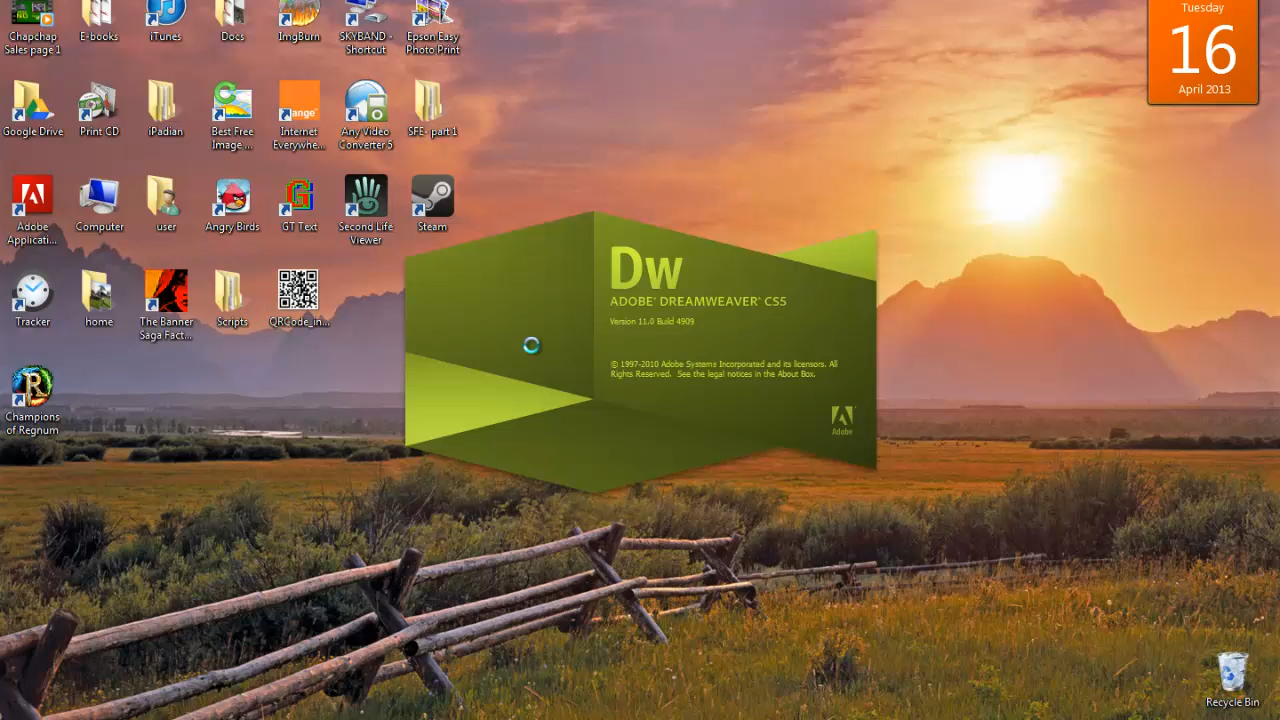 Chapchap
Sales page 1
E-books
iTunes
Docs
ImgBurn
SKYBAND -
Shortcut
Epson Easy
Photo Print
Tuesday
16
April 2013
Google Drive
Print CD
iPadian
Best Free
Image ...
ange™
Internet
Everywhe...
Any Video
Converter 5
SFE- part 1
Adobe
Applicati...
Computer
user
Angry Birds
GT Text
Second Life
Viewer
Steam
Tracker
home
The Banner
Saga Fact...
Scripts
QRCode_in...
Champions
of Regnum
Dw
ADOBE® DREAMWEAVER® CS5
Version 11.0 Build 4909
© 1997-2010 Adobe Systems Incorporated and its licensors. All
Rights Reserved. See the legal notices in the About Box.
Adobe
Recycle Bin